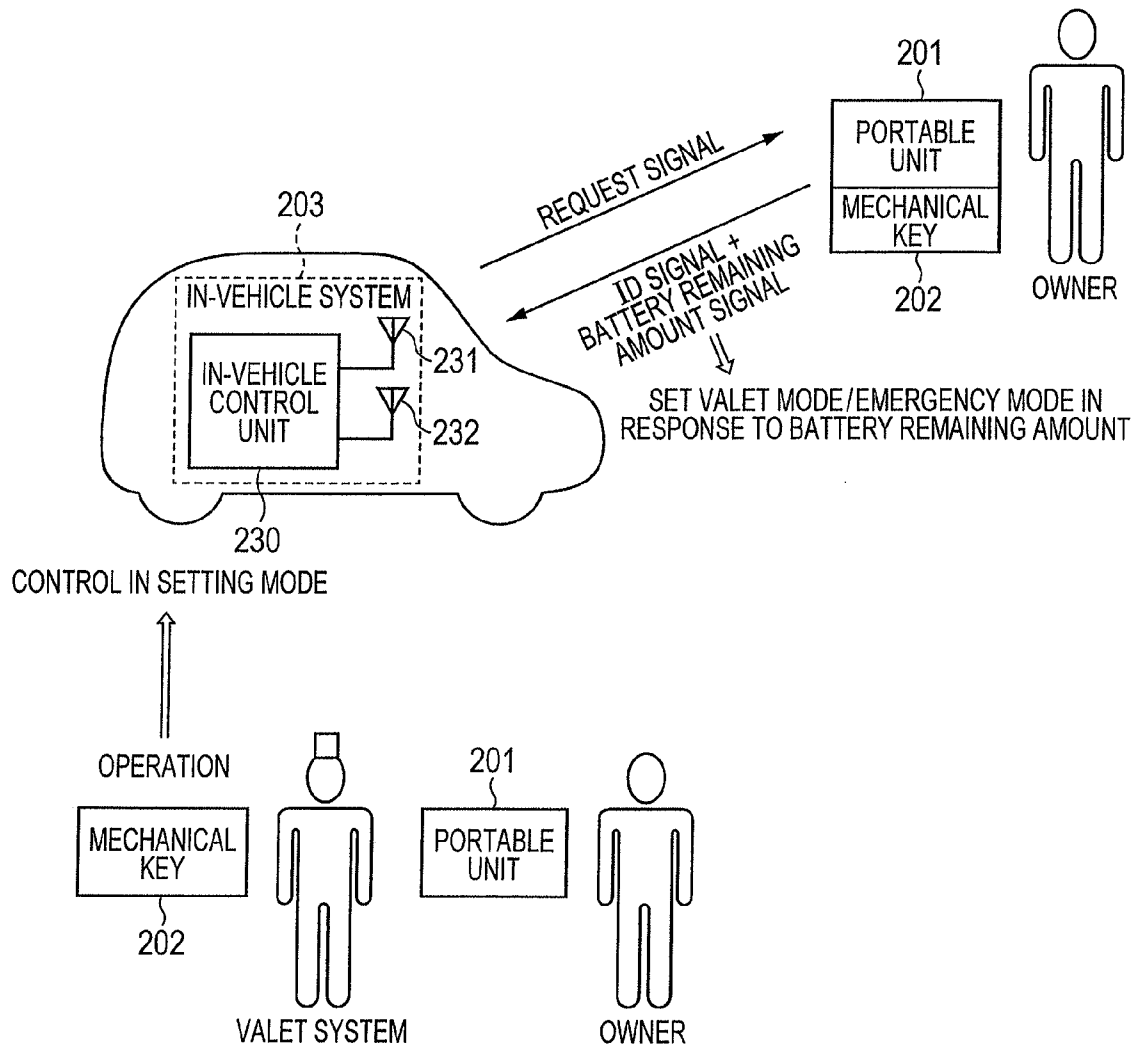 201
PORTABLE
UNIT
MECHANICAL
KEY
202
OWNER
REQUEST SIGNAL
ID SIGNAL +
BATTERY REMAINING
AMOUNT SIGNAL
SET VALET MODE/EMERGENCY MODE IN
RESPONSE TO BATTERY REMAINING AMOUNT
203
IN-VEHICLE SYSTEM
IN-VEHICLE
CONTROL
UNIT
231
232
230
CONTROL IN SETTING MODE
OPERATION
MECHANICAL
KEY
202
VALET SYSTEM
201
PORTABLE
UNIT
OWNER